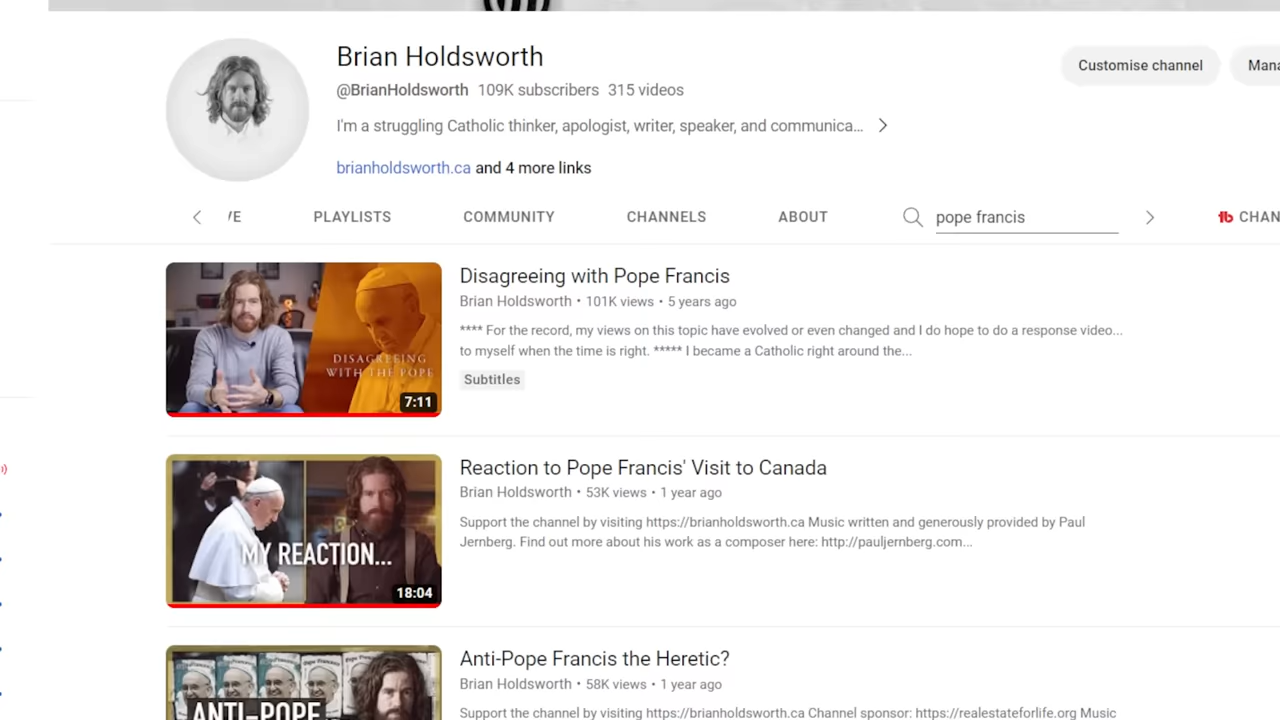 Brian Holdsworth
@BrianHoldsworth 109K subscribers 315 videos
I'm a struggling Catholic thinker, apologist, writer, speaker, and communica...
brianholdsworth.ca and 4 more links
Customise channel
Mana
VE PLAYLISTS COMMUNITY CHANNELS ABOUT pope francis CHAN
DISAGREEING
WITH THE POPE
7:11
Disagreeing with Pope Francis
Brian Holdsworth • 101K views • 5 years ago
**** For the record, my views on this topic have evolved or even changed and I do hope to do a response video...
to myself when the time is right. ***** I became a Catholic right around the...
Subtitles
MY REACTION...
18:04
Reaction to Pope Francis' Visit to Canada
Brian Holdsworth • 53K views • 1 year ago
Support the channel by visiting https://brianholdsworth.ca Music written and generously provided by Paul
Jernberg. Find out more about his work as a composer here: http://pauljernberg.com...
ANTI-POPE
Anti-Pope Francis the Heretic?
Brian Holdsworth • 58K views • 1 year ago
Support the channel by visiting https://brianholdsworth.ca Channel sponsor: https://realestateforlife.org Music